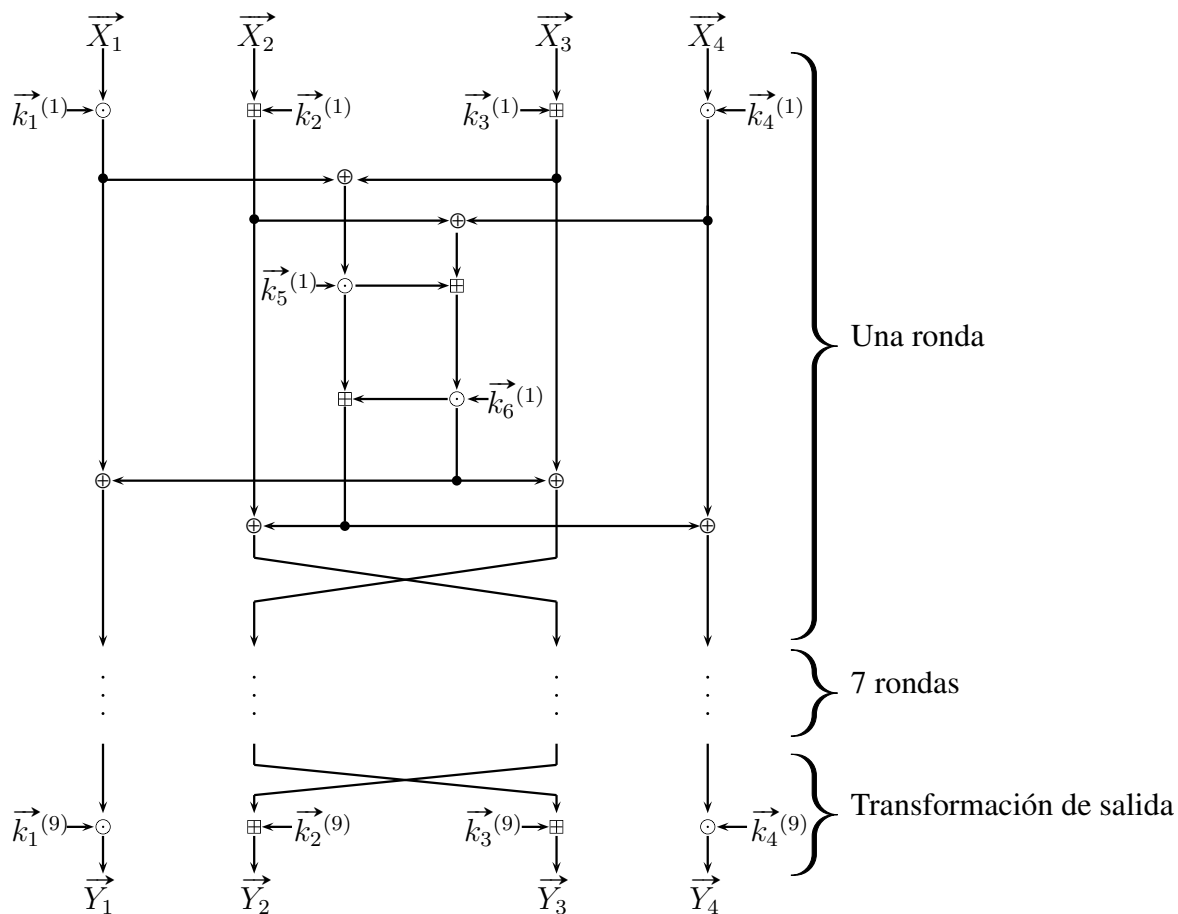 X₁ X₂ X₃ X₄
k₁⁽¹⁾ k₂⁽¹⁾ k₃⁽¹⁾ k₄⁽¹⁾
k₅⁽¹⁾
Una ronda
k₆⁽¹⁾
7 rondas
Transformación de salida
k₁⁽⁹⁾ k₂⁽⁹⁾ k₃⁽⁹⁾ k₄⁽⁹⁾
Y₁ Y₂ Y₃ Y₄